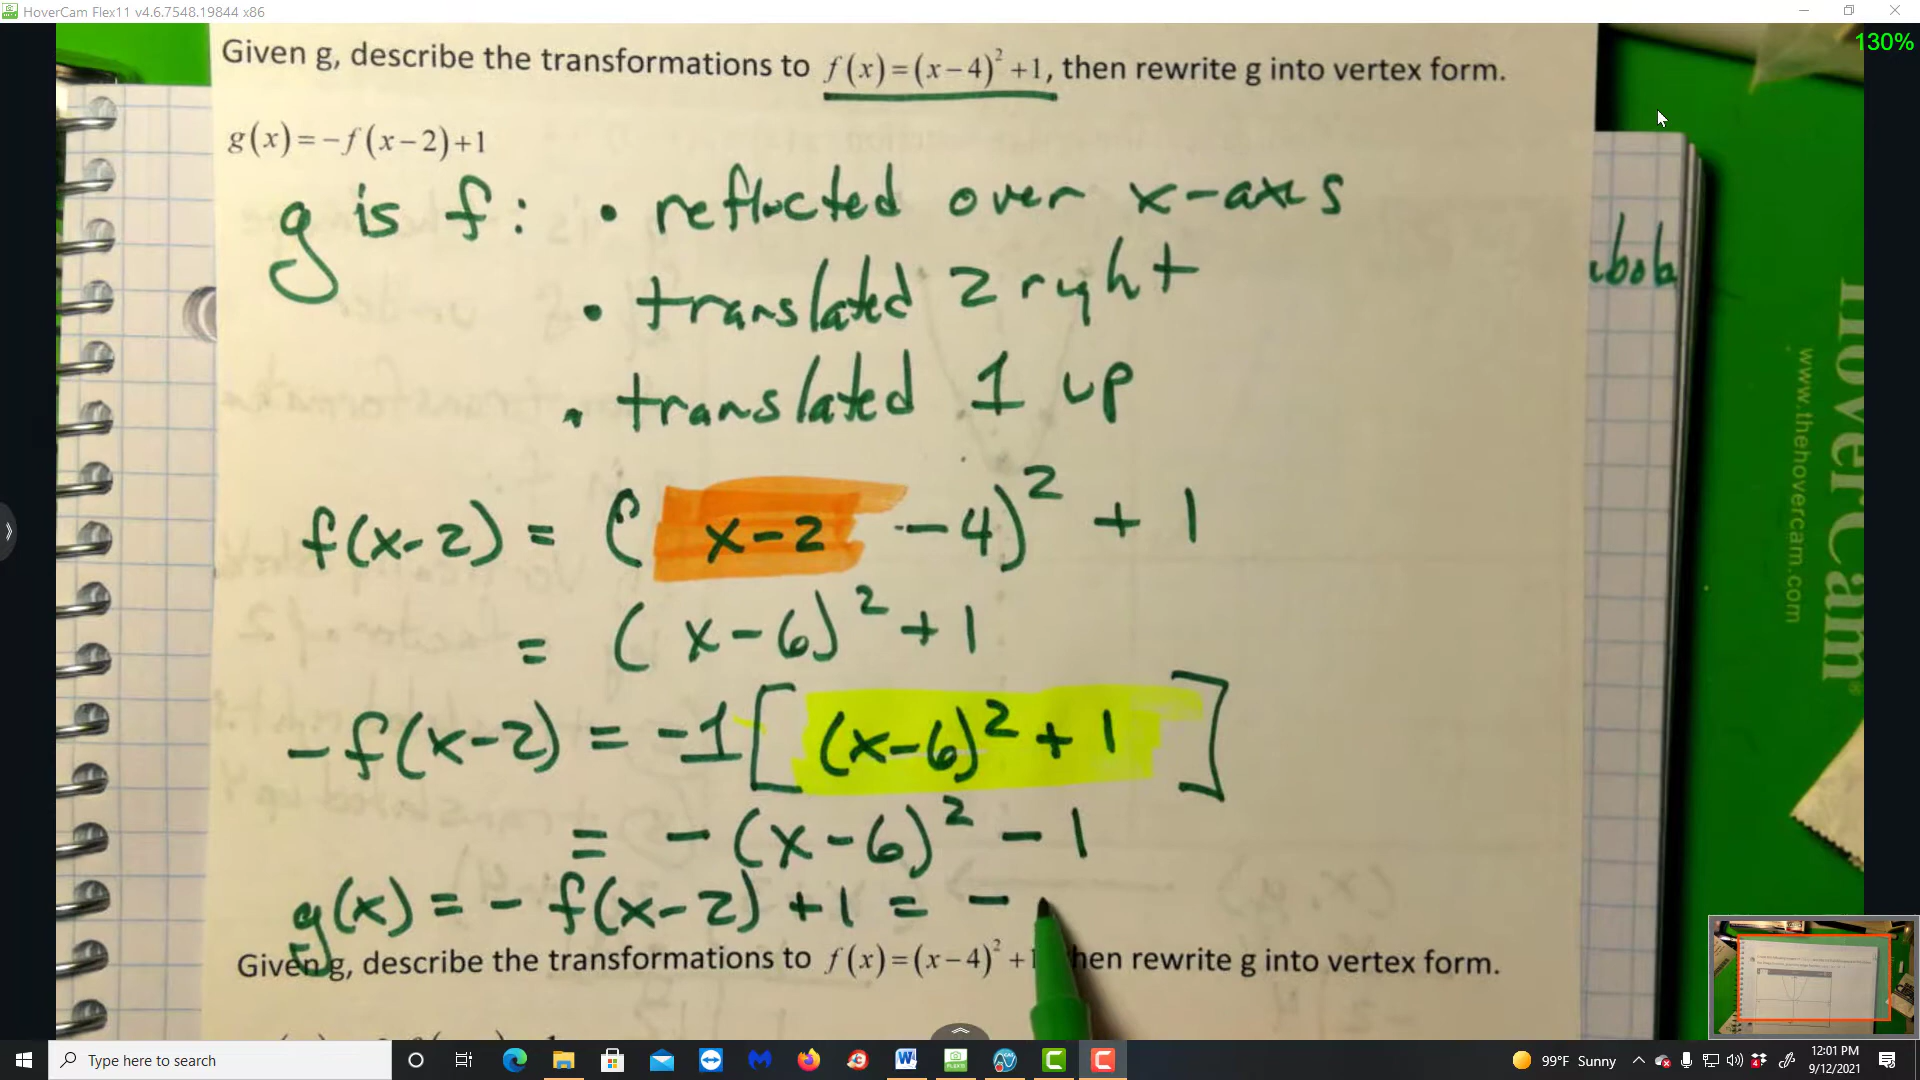 HoverCam Flex11 v4.6.7548.19844 x86
130%
Given g, describe the transformations to f(x)=(x−4)²+1, then rewrite g into vertex form.
g(x)=−f(x−2)+1
g is f: • reflected over x-axis
• translated 2 right
• translated 1 up
f(x-2) = (x-2 -4)² + 1
= (x-6)² + 1
-f(x-2) = -1[(x-6)² + 1]
= -(x-6)² - 1
g(x) = -f(x-2) + 1 = -
Given g, describe the transformations to f(x)=(x−4)²+1 then rewrite g into vertex form.
HoverCam®
www.thehovercam.com
Type here to search
99°F Sunny
12:01 PM
9/12/2021